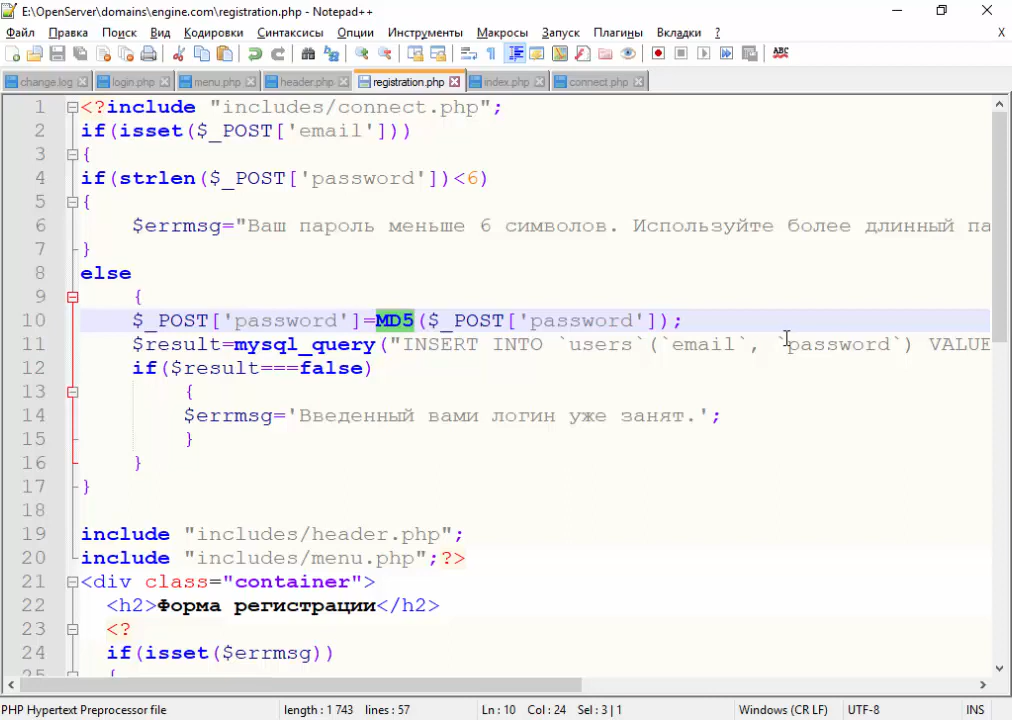 E:\OpenServer\domains\engine.com\registration.php - Notepad++
Файл Правка Поиск Вид Кодировки Синтаксисы Опции Инструменты Макросы Запуск Плагины Вкладки ? X
change.log login.php menu.php header.php registration.php index.php connect.php
1 <?include "includes/connect.php";
2 if(isset($_POST['email']))
3 {
4 if(strlen($_POST['password'])<6)
5 {
6 $errmsg="Ваш пароль меньше 6 символов. Используйте более длинный па
7 }
8 else
9 {
10 $_POST['password']=MD5($_POST['password']);
11 $result=mysql_query("INSERT INTO `users`(`email`, `password`) VALUE
12 if($result===false)
13 {
14 $errmsg='Введенный вами логин уже занят.';
15 }
16 }
17 }
18
19 include "includes/header.php";
20 include "includes/menu.php";?>
21 <div class="container">
22 <h2>Форма регистрации</h2>
23 <?
24 if(isset($errmsg))
25 {
PHP Hypertext Preprocessor file length : 1 743 lines : 57 Ln : 10 Col : 24 Sel : 3 | 1 Windows (CR LF) UTF-8 INS